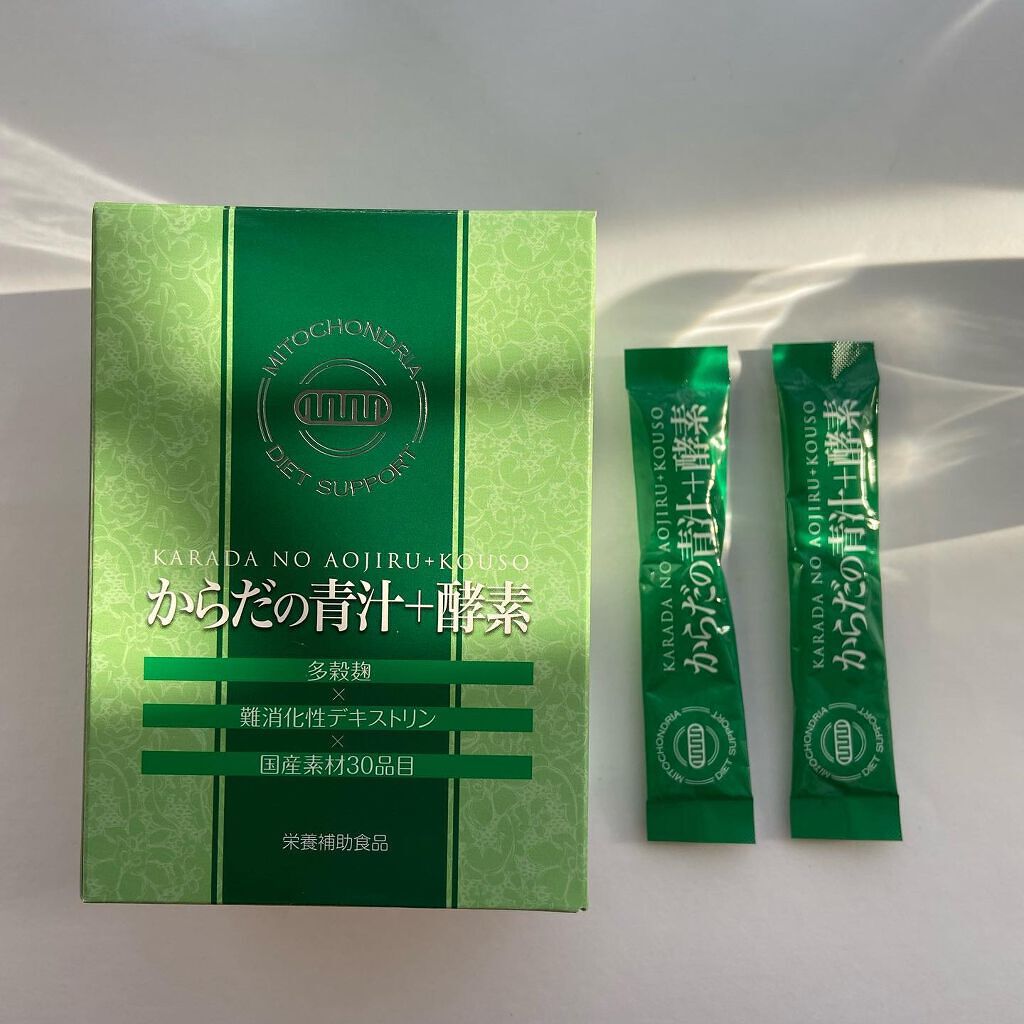 MITOCHONDRIA
DIET SUPPORT
KARADA NO AOJIRU+KOUSO
からだの青汁+酵素
多穀麹
×
難消化性デキストリン
×
国産素材30品目
栄養補助食品
KARADA NO AOJIRU+KOUSO
からだの青汁+酵素
MITOCHONDRIA
DIET SUPPORT
KARADA NO AOJIRU+KOUSO
からだの青汁+酵素
MITOCHONDRIA
DIET SUPPORT